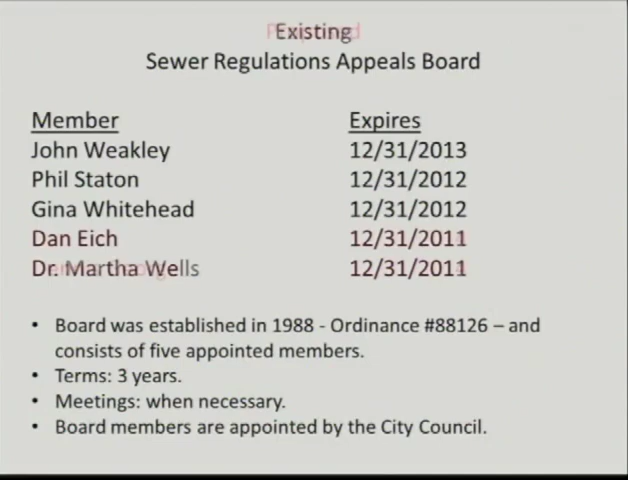 Existing
Sewer Regulations Appeals Board
Member Expires
John Weakley 12/31/2013
Phil Staton 12/31/2012
Gina Whitehead 12/31/2012
Dan Eich 12/31/2011
Dr. Martha Wells 12/31/2011
• Board was established in 1988 - Ordinance #88126 – and
consists of five appointed members.
• Terms: 3 years.
• Meetings: when necessary.
• Board members are appointed by the City Council.